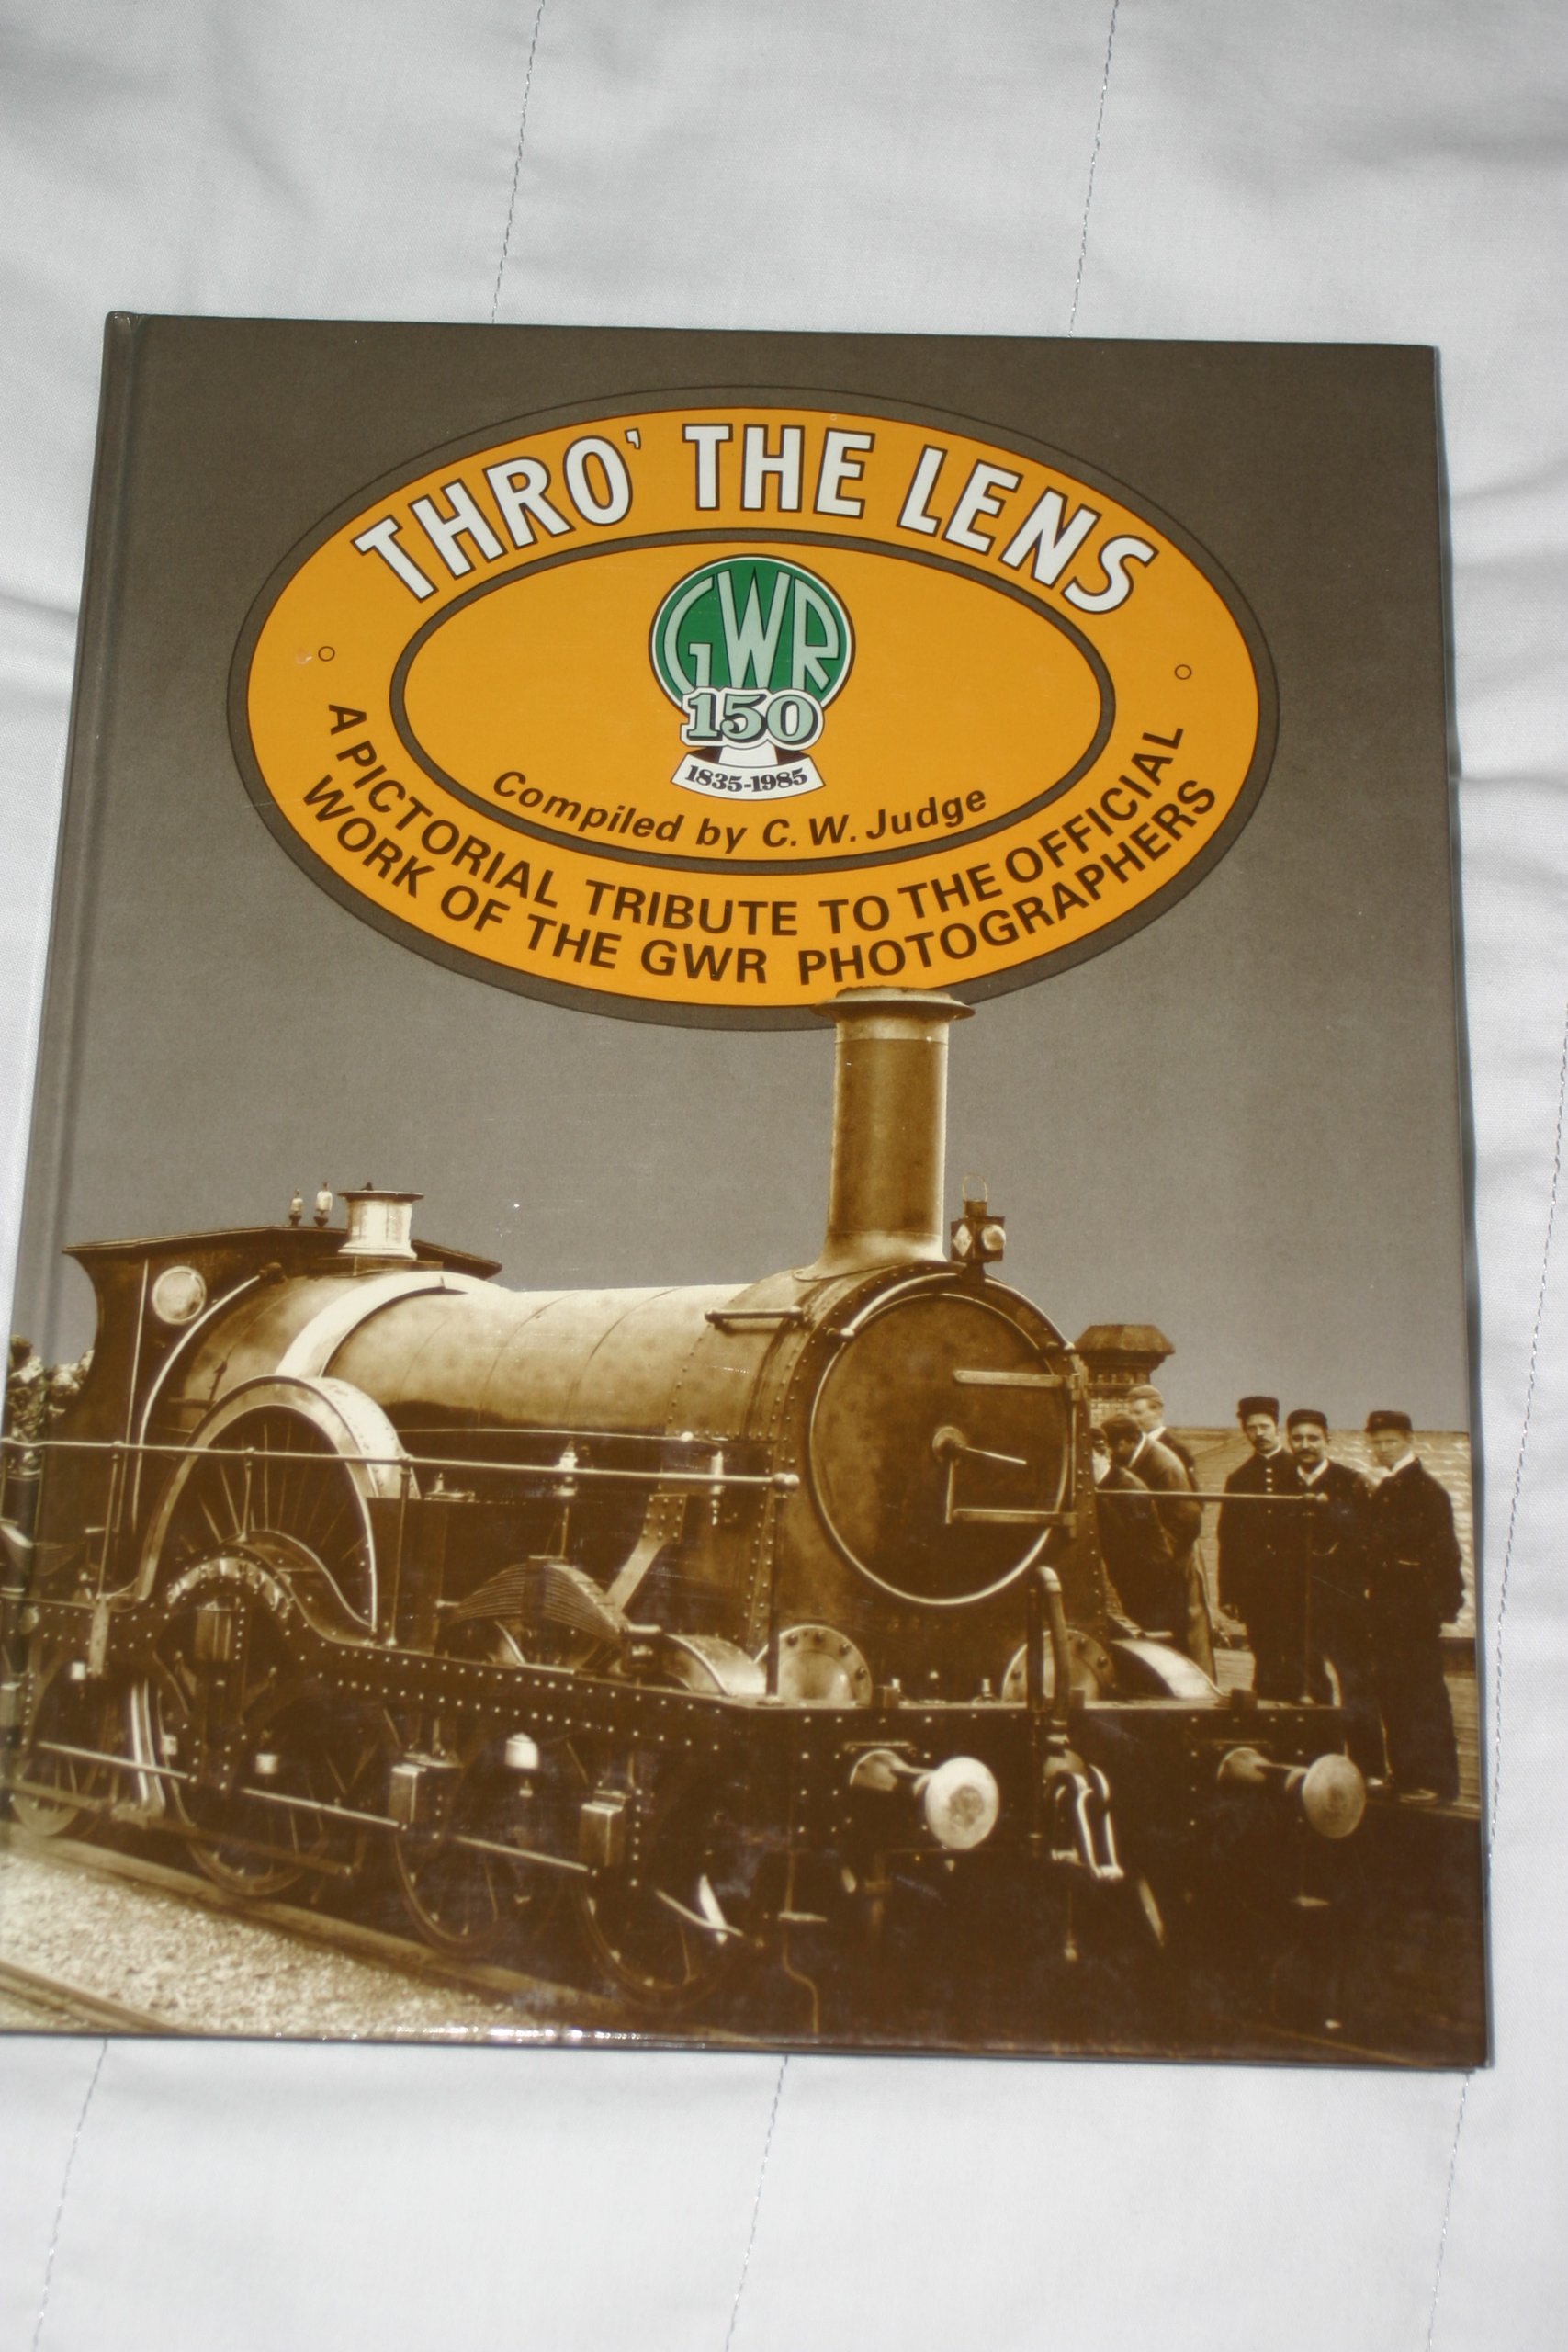 THRO' THE LENS
GWR
150
1835-1985
Compiled by C. W. Judge
A PICTORIAL TRIBUTE TO THE OFFICIAL
WORK OF THE GWR PHOTOGRAPHERS